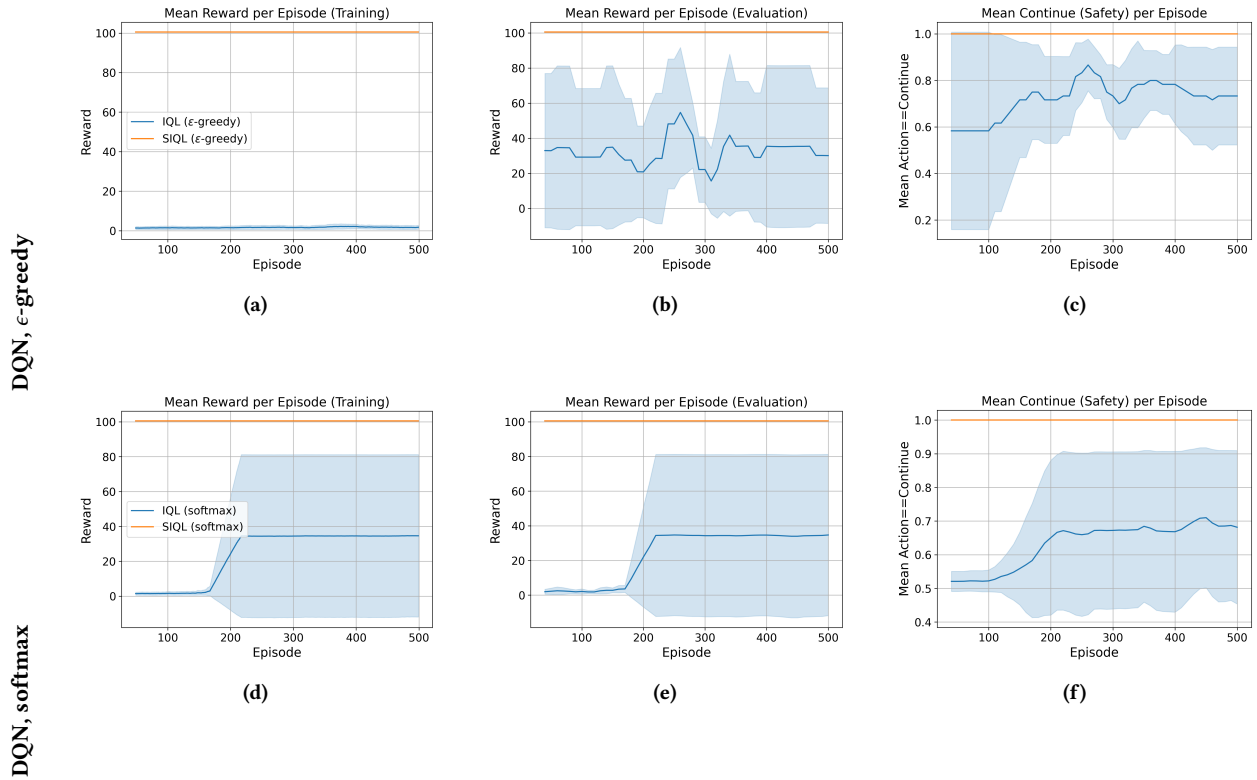 DQN, ϵ-greedy
Mean Reward per Episode (Training)
100
80
60
40
20
0
Reward
IQL (ε-greedy)
SIQL (ε-greedy)
100 200 300 400 500
Episode
(a)
Mean Reward per Episode (Evaluation)
100
80
60
40
20
0
Reward
100 200 300 400 500
Episode
(b)
Mean Continue (Safety) per Episode
1.0
0.8
0.6
0.4
0.2
Mean Action==Continue
100 200 300 400 500
Episode
(c)
DQN, softmax
Mean Reward per Episode (Training)
100
80
60
40
20
0
Reward
IQL (softmax)
SIQL (softmax)
100 200 300 400 500
Episode
(d)
Mean Reward per Episode (Evaluation)
100
80
60
40
20
0
Reward
100 200 300 400 500
Episode
(e)
Mean Continue (Safety) per Episode
1.0
0.9
0.8
0.7
0.6
0.5
0.4
Mean Action==Continue
100 200 300 400 500
Episode
(f)